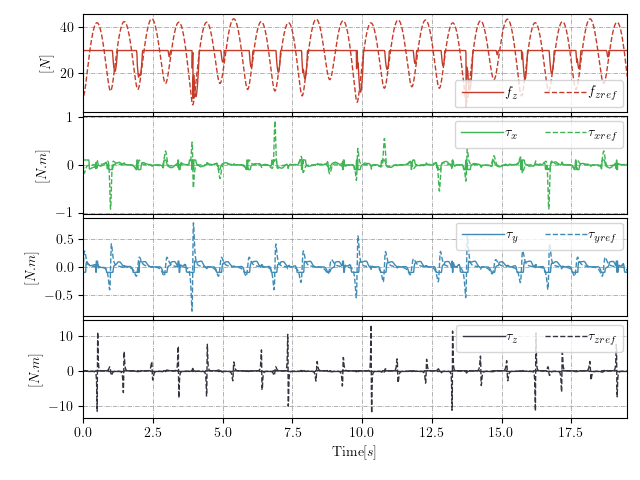 [N]
40
20
f_z f_zref
[N.m]
1
0
−1
τ_x τ_xref
[N.m]
0.5
0.0
−0.5
τ_y τ_yref
[N.m]
10
0
−10
τ_z τ_zref
0.0 2.5 5.0 7.5 10.0 12.5 15.0 17.5
Time[s]